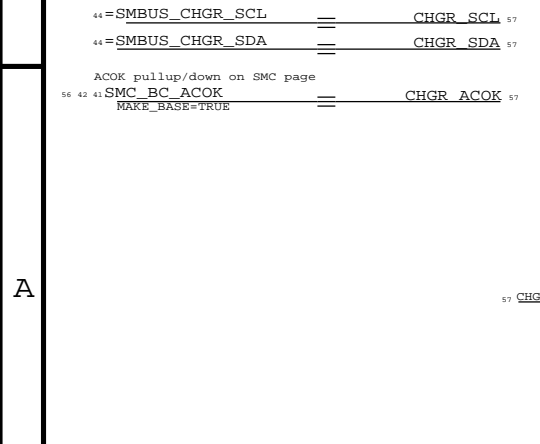 44 =SMBUS_CHGR_SCL CHGR_SCL 57
44 =SMBUS_CHGR_SDA CHGR_SDA 57
ACOK pullup/down on SMC page
56 42 41 SMC_BC_ACOK CHGR_ACOK 57
MAKE_BASE=TRUE
A
57 CHG